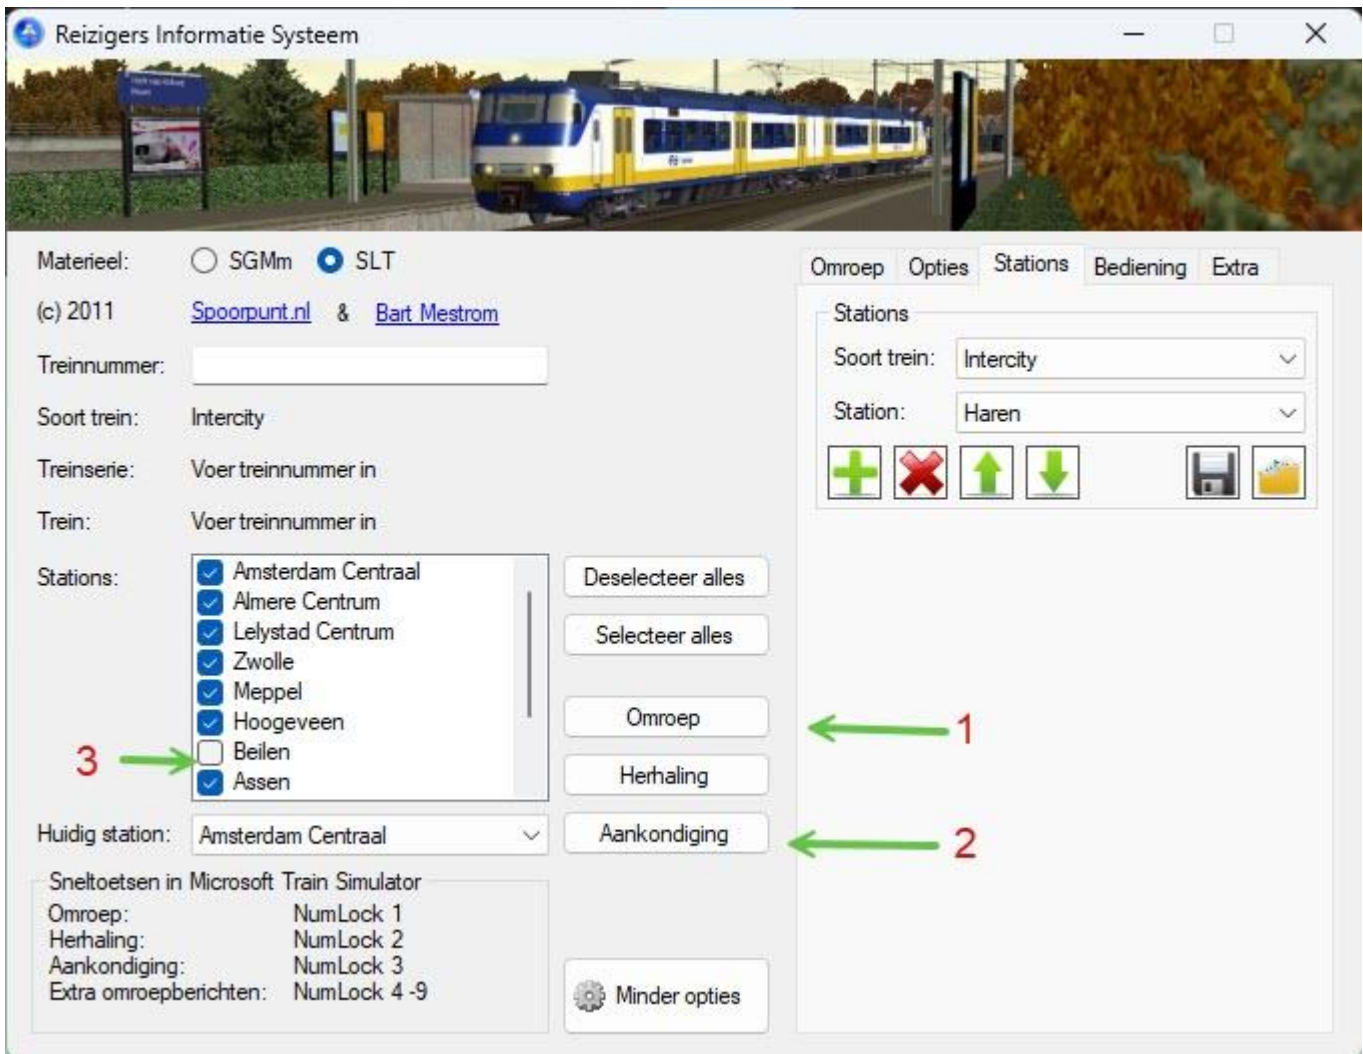 Reizigers Informatie Systeem
Materieel: SGMm SLT
(c) 2011 Spoorpunt.nl & Bart Mestrom
Treinnummer:
Soort trein: Intercity
Treinserie: Voer treinnummer in
Trein: Voer treinnummer in
Stations:
Amsterdam Centraal
Almere Centrum
Lelystad Centrum
Zwolle
Meppel
Hoogeveen
Beilen
Assen
3
Deselecteer alles
Selecteer alles
Omroep
1
Herhaling
Huidig station: Amsterdam Centraal
Aankondiging
2
Sneltoetsen in Microsoft Train Simulator
Omroep: NumLock 1
Herhaling: NumLock 2
Aankondiging: NumLock 3
Extra omroepberichten: NumLock 4 -9
Minder opties
Omroep Opties Stations Bediening Extra
Stations
Soort trein: Intercity
Station: Haren